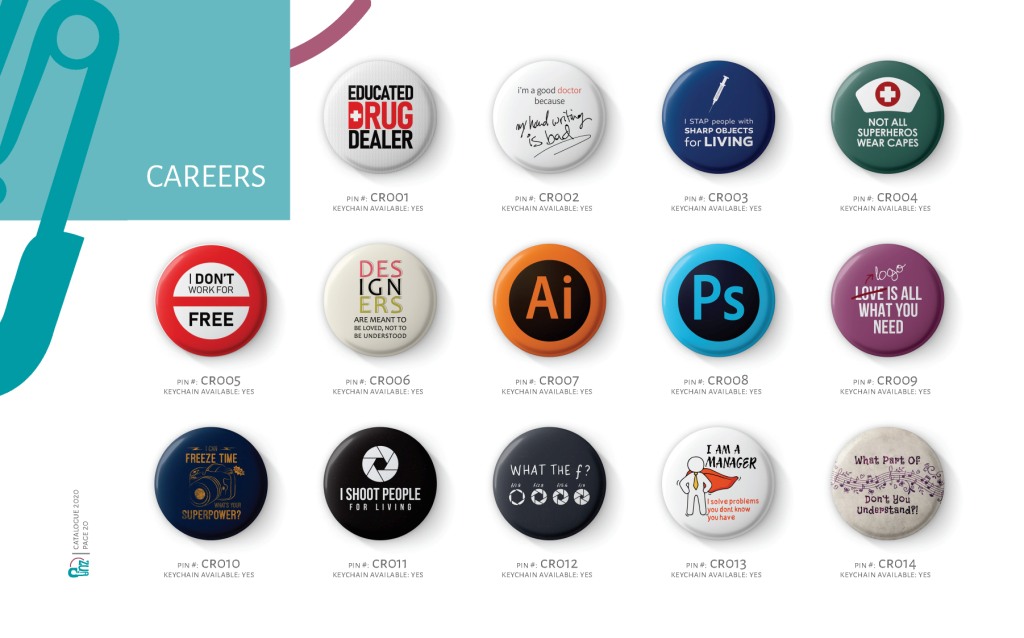 CAREERS
EDUCATED
DRUG
DEALER
PIN #: CR001
KEYCHAIN AVAILABLE: YES
i'm a good doctor
because
my hand writing
is bad
PIN #: CR002
KEYCHAIN AVAILABLE: YES
I STAP people with
SHARP OBJECTS
for LIVING
PIN #: CR003
KEYCHAIN AVAILABLE: YES
NOT ALL
SUPERHEROS
WEAR CAPES
PIN #: CR004
KEYCHAIN AVAILABLE: YES
I DON'T
WORK FOR
FREE
PIN #: CR005
KEYCHAIN AVAILABLE: YES
DES
IGN
ERS
ARE MEANT TO
BE LOVED, NOT TO
BE UNDERSTOOD
PIN #: CR006
KEYCHAIN AVAILABLE: YES
Ai
PIN #: CR007
KEYCHAIN AVAILABLE: YES
Ps
PIN #: CR008
KEYCHAIN AVAILABLE: YES
logo
LOVE IS ALL
WHAT YOU
NEED
PIN #: CR009
KEYCHAIN AVAILABLE: YES
I CAN
FREEZE TIME
WHAT'S YOUR
SUPERPOWER?
PIN #: CR010
KEYCHAIN AVAILABLE: YES
I SHOOT PEOPLE
FOR LIVING
PIN #: CR011
KEYCHAIN AVAILABLE: YES
WHAT THE f?
PIN #: CR012
KEYCHAIN AVAILABLE: YES
I AM A
MANAGER
I solve problems
you dont know
you have
PIN #: CR013
KEYCHAIN AVAILABLE: YES
What Part Of
Don't You
Understand?!
PIN #: CR014
KEYCHAIN AVAILABLE: YES
CATALOGUE 2020
PAGE 20